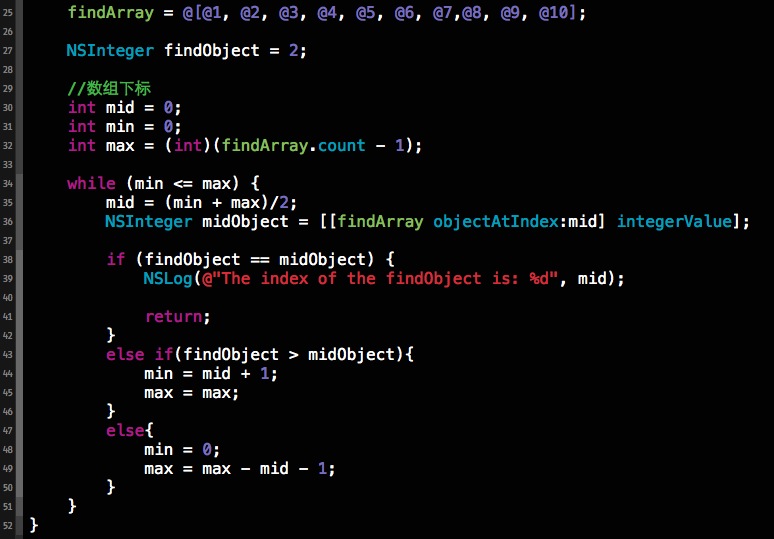 25 findArray = @[@1, @2, @3, @4, @5, @6, @7,@8, @9, @10];
26
27 NSInteger findObject = 2;
28
29 //数组下标
30 int mid = 0;
31 int min = 0;
32 int max = (int)(findArray.count - 1);
33
34 while (min <= max) {
35 mid = (min + max)/2;
36 NSInteger midObject = [[findArray objectAtIndex:mid] integerValue];
37
38 if (findObject == midObject) {
39 NSLog(@"The index of the findObject is: %d", mid);
40
41 return;
42 }
43 else if(findObject > midObject){
44 min = mid + 1;
45 max = max;
46 }
47 else{
48 min = 0;
49 max = max - mid - 1;
50 }
51 }
52 }